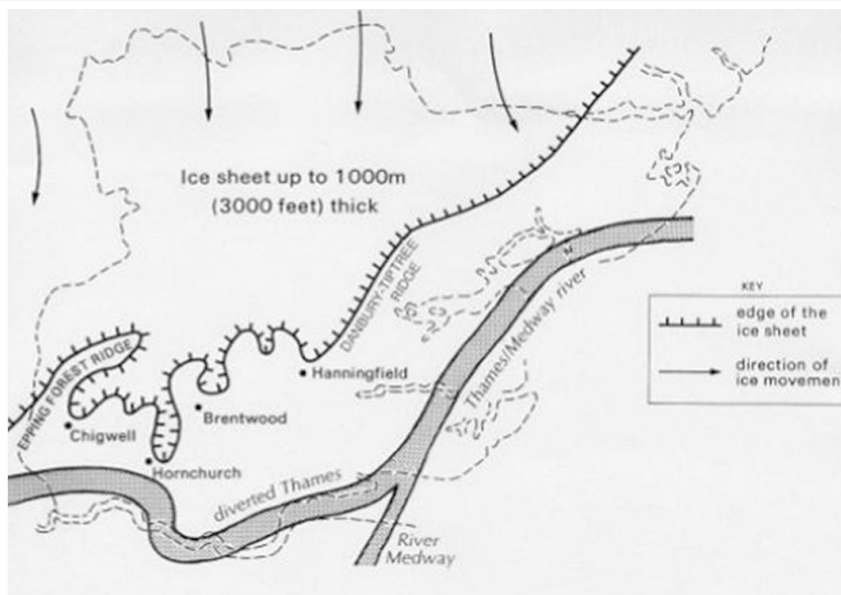 Ice sheet up to 1000m
(3000 feet) thick
DANBURY-TIPTREE
RIDGE
EPPING FOREST RIDGE
Hanningfield
Brentwood
Chigwell
Hornchurch
diverted Thames
Thames/Medway river
River
Medway
KEY
edge of the
ice sheet
direction of
ice movemen